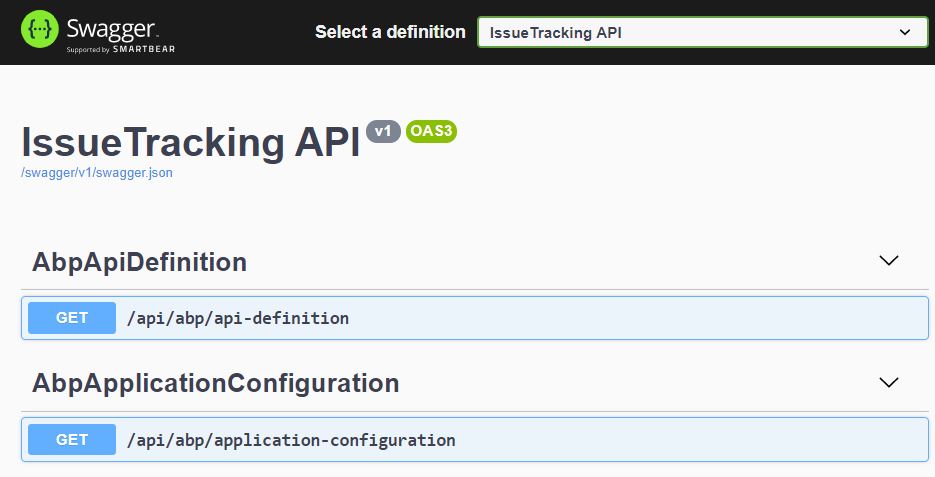 Swagger
Supported by SMARTBEAR
Select a definition
IssueTracking API
IssueTracking API v1 OAS3
/swagger/v1/swagger.json
AbpApiDefinition
GET /api/abp/api-definition
AbpApplicationConfiguration
GET /api/abp/application-configuration